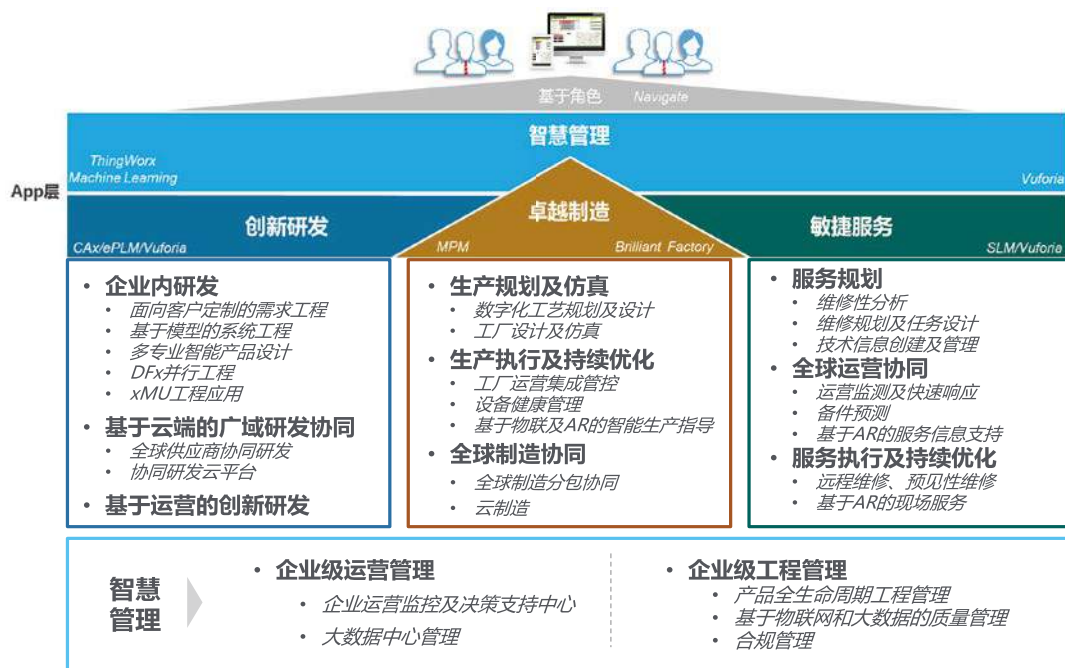 基于角色 Navigate
智慧管理
ThingWorx
Machine Learning
Vuforia
App层
创新研发
卓越制造
敏捷服务
CAx/ePLM/Vuforia
MPM
Brilliant Factory
SLM/Vuforia
• 企业内研发
• 面向客户定制的需求工程
• 基于模型的系统工程
• 多专业智能产品设计
• DFx并行工程
• xMU工程应用
• 基于云端的广域研发协同
• 全球供应商协同研发
• 协同研发云平台
• 基于运营的创新研发
• 生产规划及仿真
• 数字化工艺规划及设计
• 工厂设计及仿真
• 生产执行及持续优化
• 工厂运营集成管控
• 设备健康管理
• 基于物联及AR的智能生产指导
• 全球制造协同
• 全球制造分包协同
• 云制造
• 服务规划
• 维修性分析
• 维修规划及任务设计
• 技术信息创建及管理
• 全球运营协同
• 运营监测及快速响应
• 备件预测
• 基于AR的服务信息支持
• 服务执行及持续优化
• 远程维修、预见性维修
• 基于AR的现场服务
智慧
管理
• 企业级运营管理
• 企业运营监控及决策支持中心
• 大数据中心管理
• 企业级工程管理
• 产品全生命周期工程管理
• 基于物联网和大数据的质量管理
• 合规管理